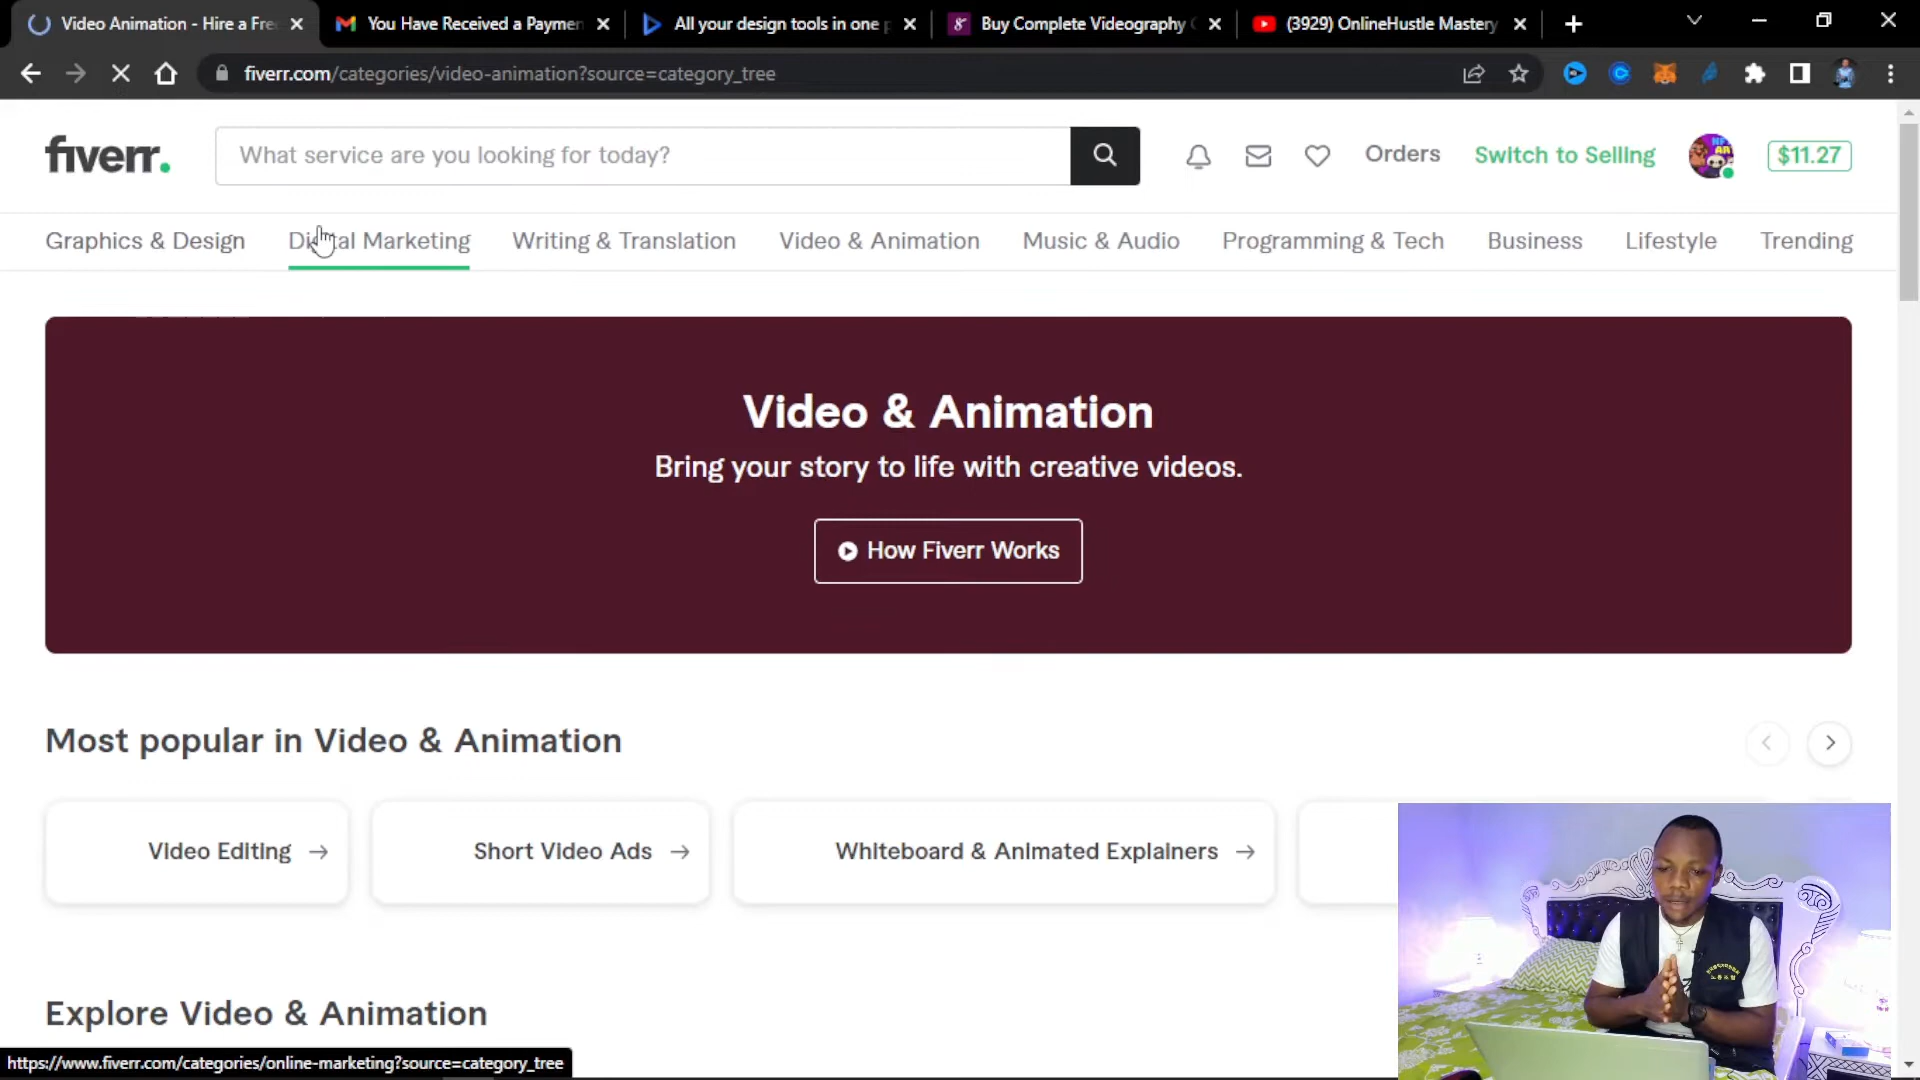 Video Animation - Hire a Fre
You Have Received a Paymen
All your design tools in one p
Buy Complete Videography
(3929) OnlineHustle Mastery
fiverr.com/categories/video-animation?source=category_tree
fiverr.
What service are you looking for today?
Orders
Switch to Selling
$11.27
Graphics & Design
Digital Marketing
Writing & Translation
Video & Animation
Music & Audio
Programming & Tech
Business
Lifestyle
Trending
Video & Animation
Bring your story to life with creative videos.
How Fiverr Works
Most popular in Video & Animation
Video Editing
Short Video Ads
Whiteboard & Animated Explainers
Explore Video & Animation
https://www.fiverr.com/categories/online-marketing?source=category_tree